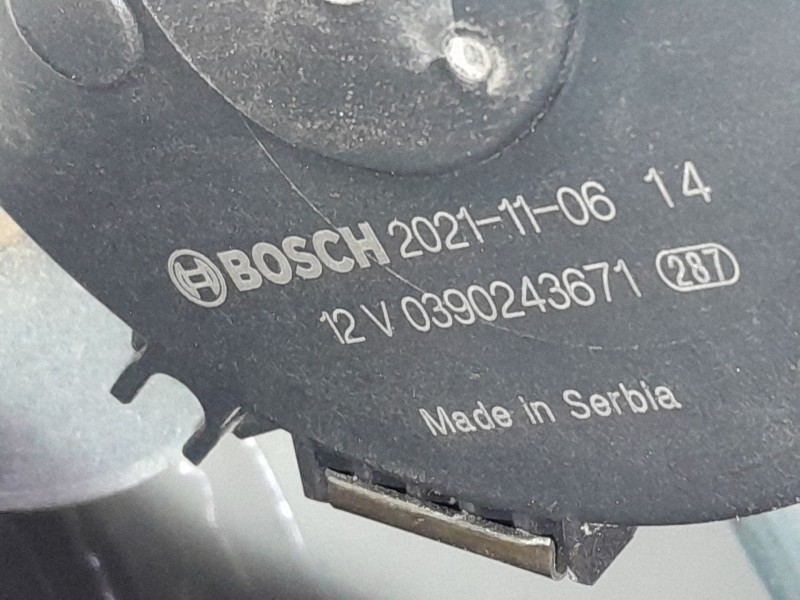 BOSCH 2021-11-06 14
12 V 0390243671 287
Made in Serbia